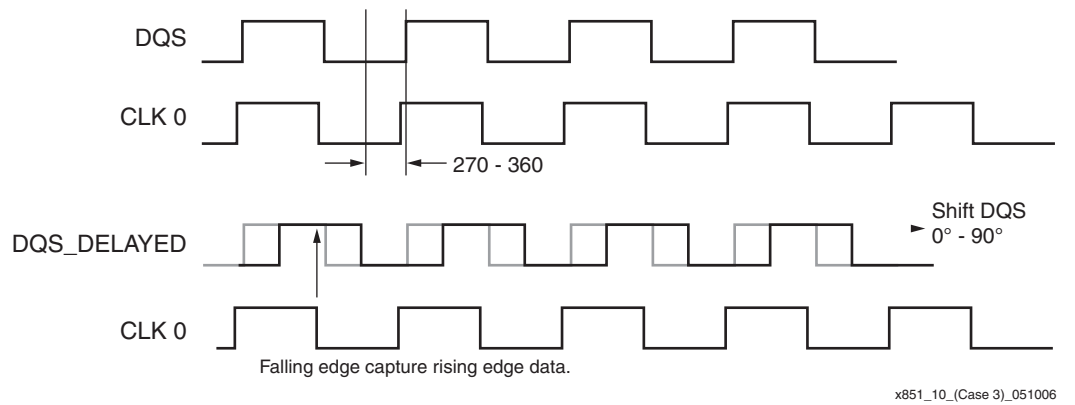 DQS
CLK 0
270 - 360
DQS_DELAYED
Shift DQS
0° - 90°
CLK 0
Falling edge capture rising edge data.
x851_10_(Case 3)_051006